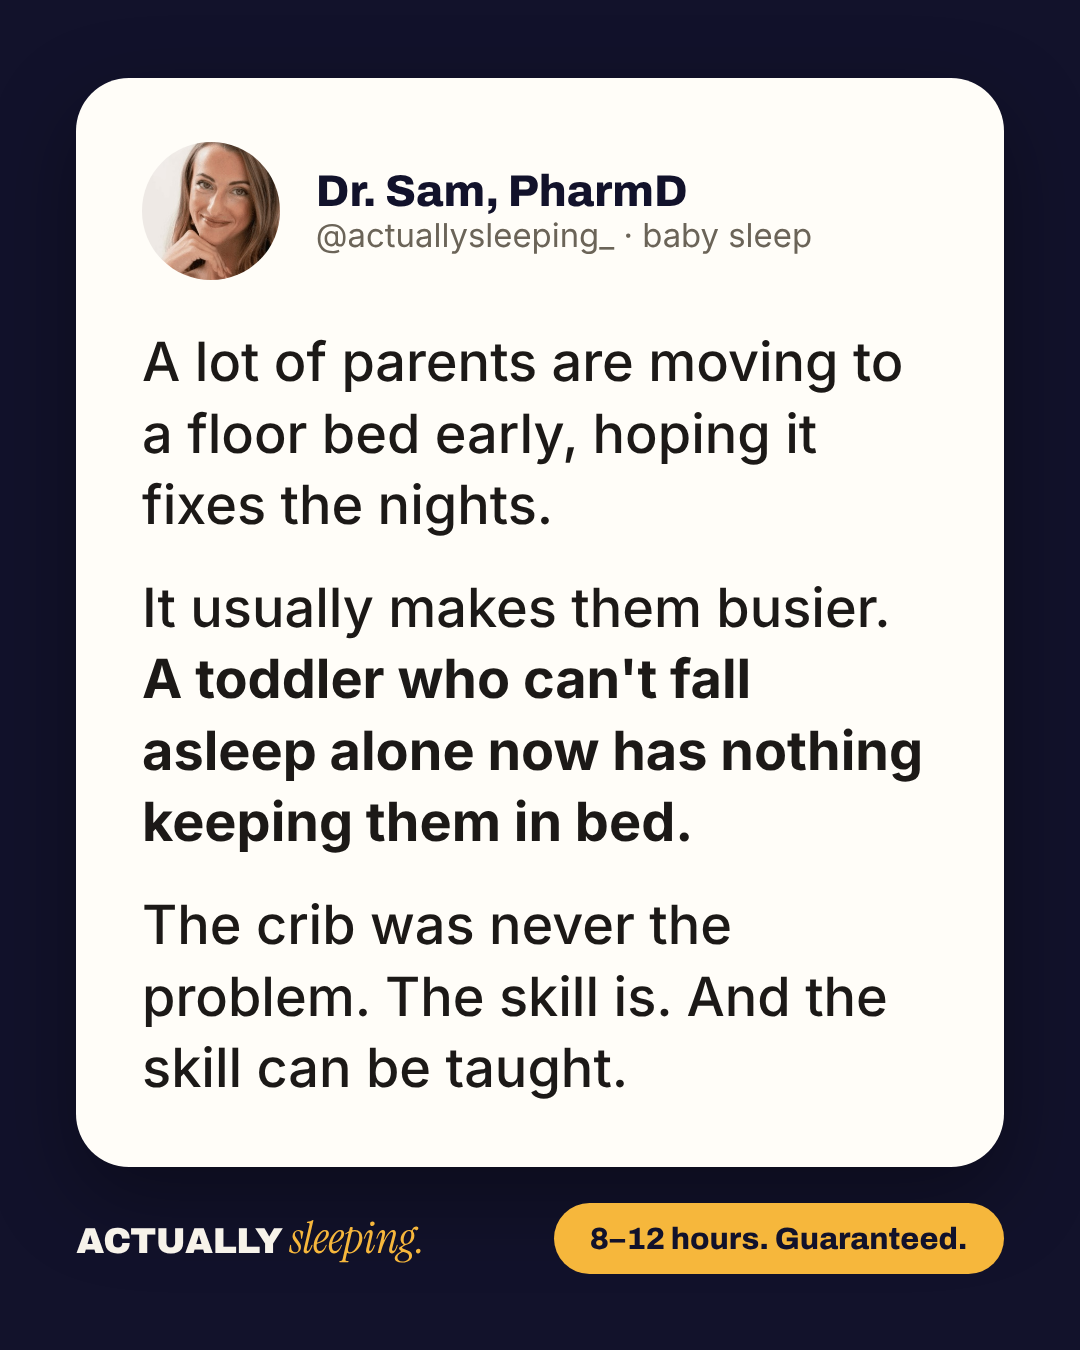 Dr. Sam, PharmD
@actuallysleeping_ · baby sleep
A lot of parents are moving to
a floor bed early, hoping it
fixes the nights.
It usually makes them busier.
A toddler who can't fall
asleep alone now has nothing
keeping them in bed.
The crib was never the
problem. The skill is. And the
skill can be taught.
ACTUALLY sleeping.
8–12 hours. Guaranteed.